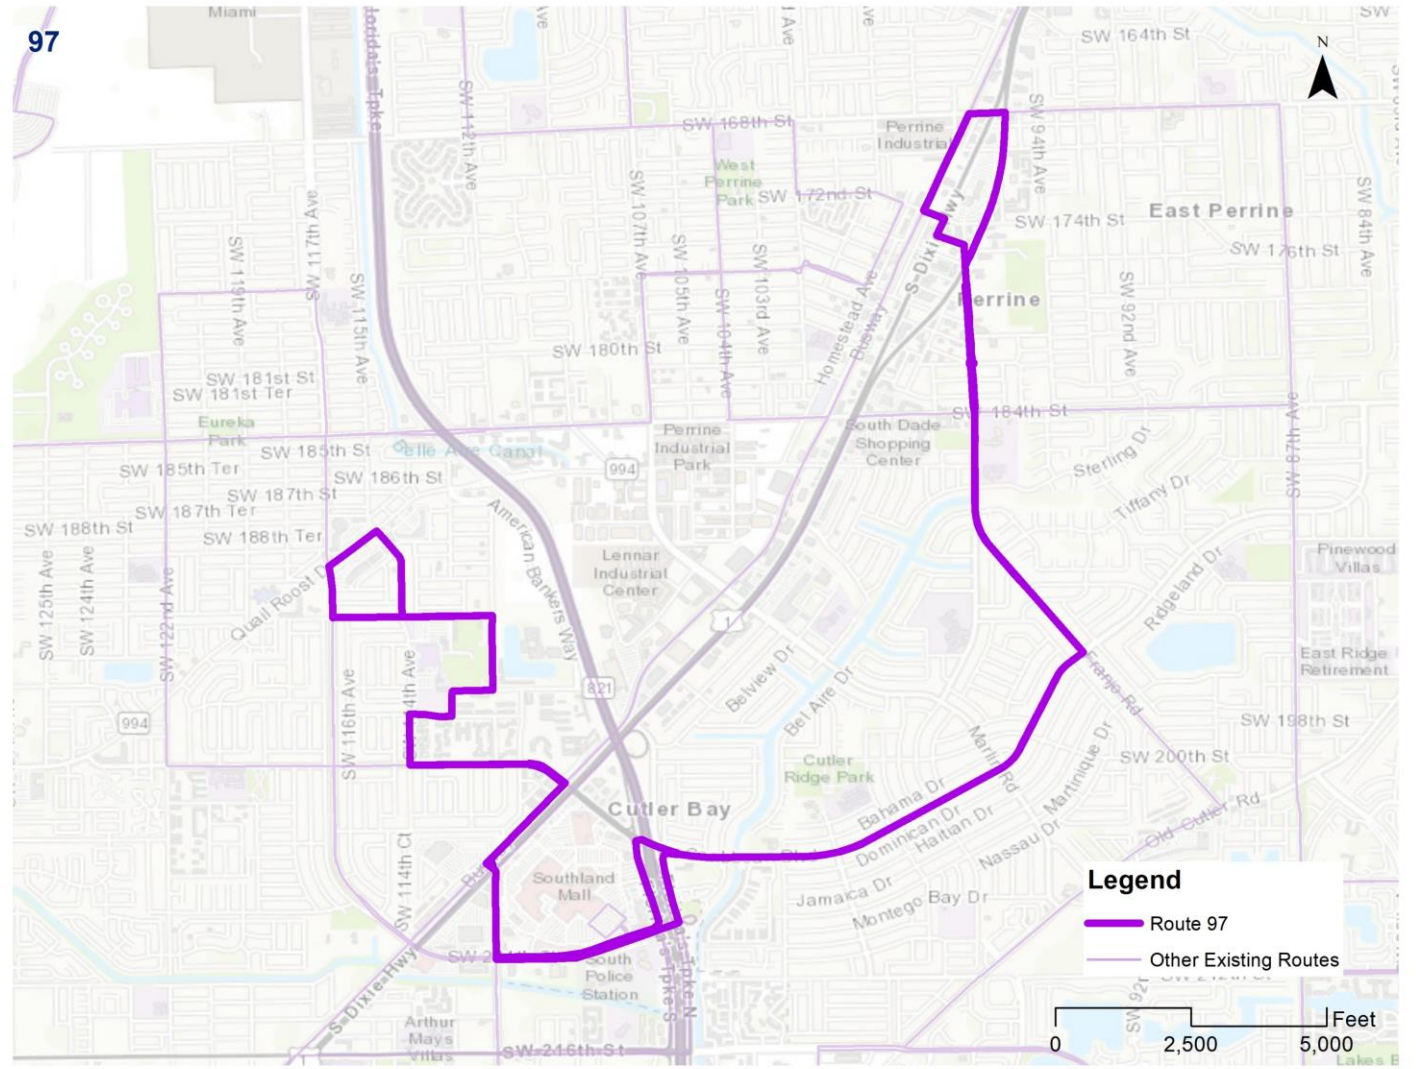 97
Miami
Florida's Tpke
SW 164th St
SW
N
SW 112th Ave
SW 168th St
Perrine
Industrial
SW 94th Ave
West
Perrine
Park
SW 172nd St
SW 117th Ave
SW 107th Ave
SW 84th Ave
East Perrine
SW 174th St
SW 176th St
SW 119th Ave
SW 105th Ave
SW 103rd Ave
SW 115th Ave
SW 104th Ave
Homestead Ave
Busway
Perrine
SW 92nd Ave
SW 180th St
SW 181st St
SW 181st Ter
SW 184th St
Eureka
Park
SW 185th St
Perrine
Industrial
Park
South Dade
Shopping
Center
SW 87th Ave
Sterling Dr
Tiffany Dr
SW 185th Ter
SW 186th St
994
SW 187th St
SW 187th Ter
SW 188th St
SW 188th Ter
American Bankers Way
Lennar
Industrial
Center
Pinewood
Villas
SW 125th Ave
SW 124th Ave
SW 122nd Ave
Ridgeland Dr
1
821
East Ridge
Retirement
Franjo Rd
Belview Dr
Bel Aire Dr
SW 116th Ave
994
SW 198th St
Marlin Rd
Martinique Dr
SW 200th St
Cutler
Ridge Park
Cutler Bay
Bahama Dr
Dominican Dr
Haitian Dr
Nassau Dr
Old Cutler Rd
SW 114th Ct
Southland
Mall
Jamaica Dr
Montego Bay Dr
South
Police
Station
S Dixie Hwy
Arthur
Mays
Villas
SW 216th St
1
Legend
Route 97
Other Existing Routes
Feet
0 2,500 5,000